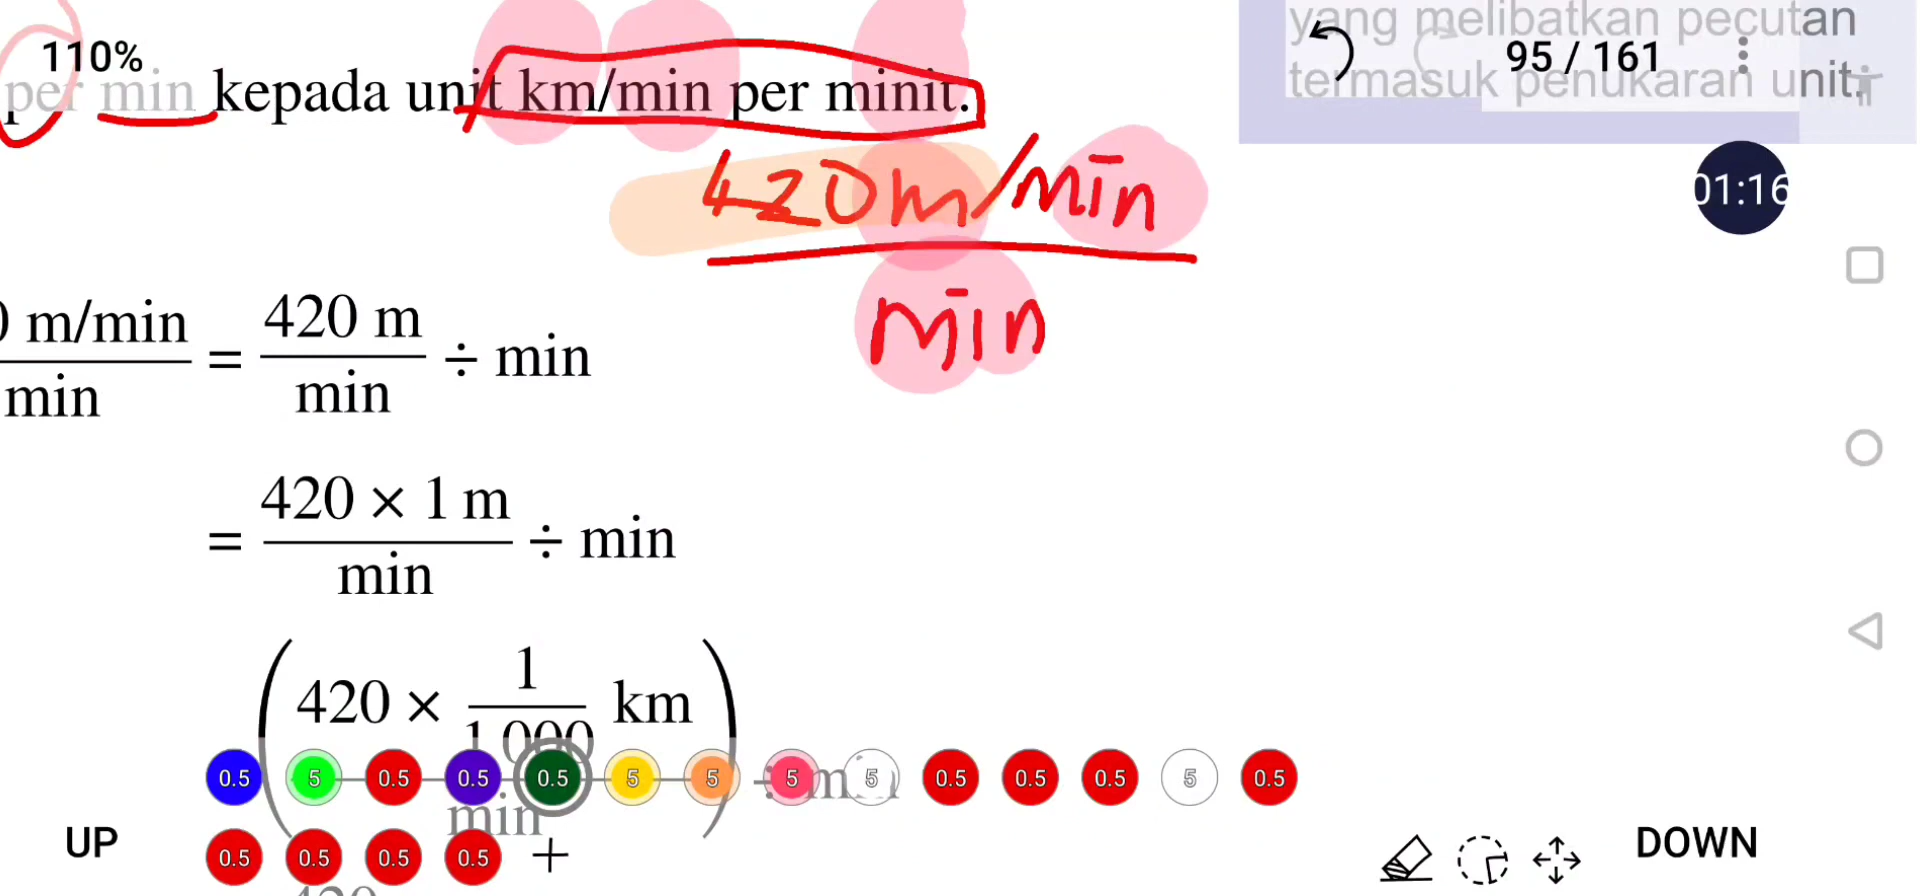 110%
per min kepada unit km/min per minit.
yang melibatkan pecutan
termasuk penukaran unit.
95 / 161
01:16
420m/min
min
0 m/min = 420 m ÷ min
min min
= 420 × 1 m ÷ min
min
(420 × 1 km) ÷ min
1 000
min
0.5 5 0.5 0.5 0.5 5 5 5 5 0.5 0.5 0.5 5 0.5
UP
0.5 0.5 0.5 0.5 +
DOWN
420